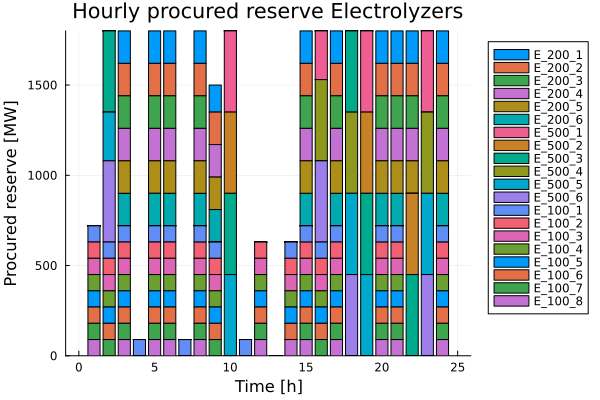 Hourly procured reserve Electrolyzers
Procured reserve [MW]
1500
1000
500
0
0
5
10
15
20
25
Time [h]
E_200_1
E_200_2
E_200_3
E_200_4
E_200_5
E_200_6
E_500_1
E_500_2
E_500_3
E_500_4
E_500_5
E_500_6
E_100_1
E_100_2
E_100_3
E_100_4
E_100_5
E_100_6
E_100_7
E_100_8